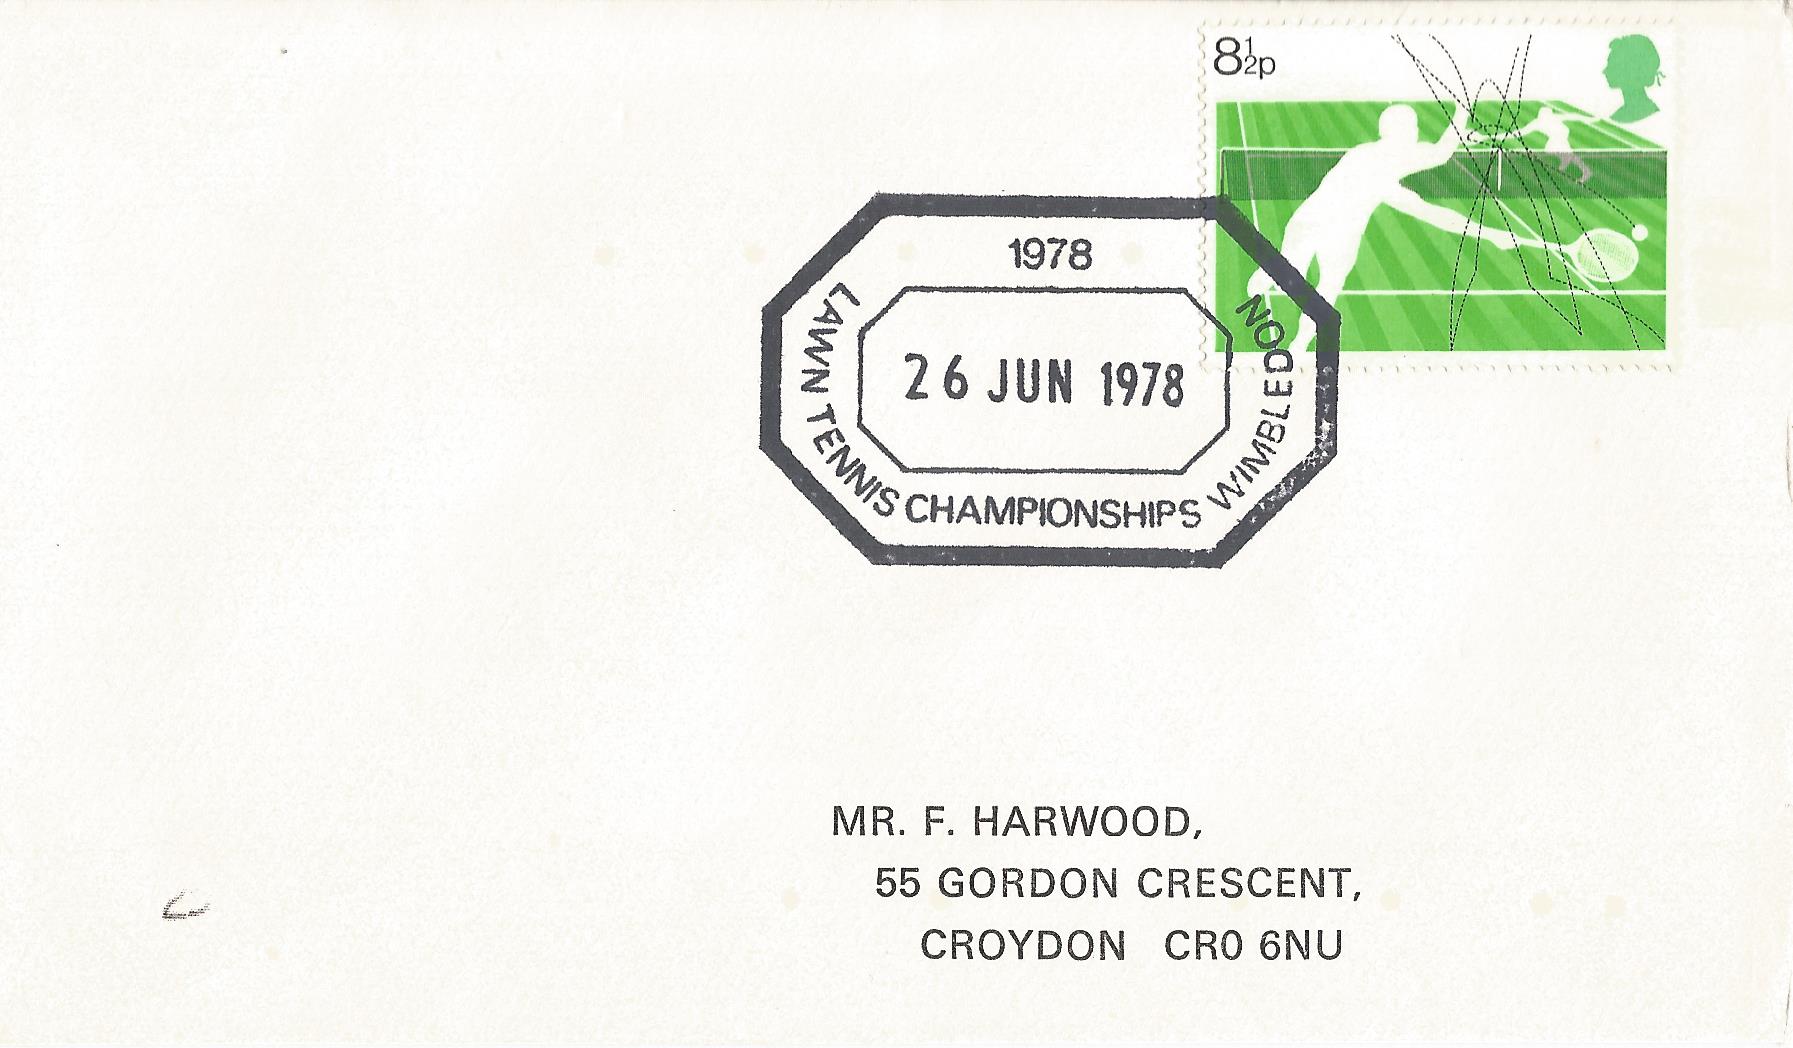 8½p
1978
LAWN TENNIS CHAMPIONSHIPS WIMBLEDON
26 JUN 1978
MR. F. HARWOOD,
55 GORDON CRESCENT,
CROYDON CR0 6NU